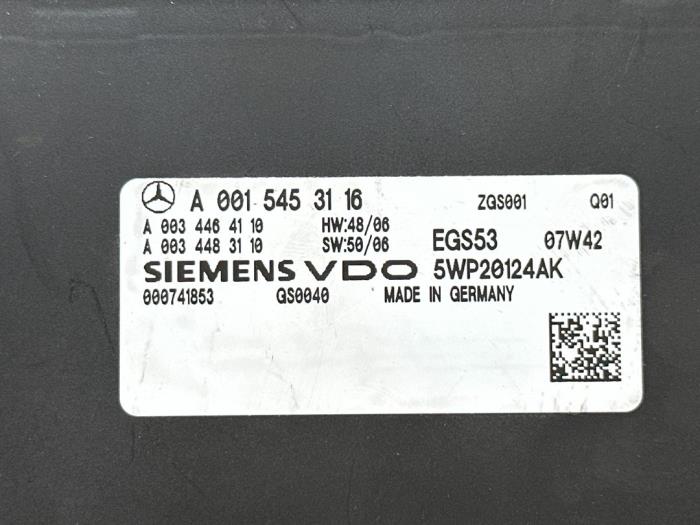 A 001 545 31 16 ZGS001 Q01
A 003 446 41 10 HW:48/06
A 003 448 31 10 SW:50/06 EGS53 07W42
SIEMENS VDO 5WP20124AK
000741853 GS0040 MADE IN GERMANY